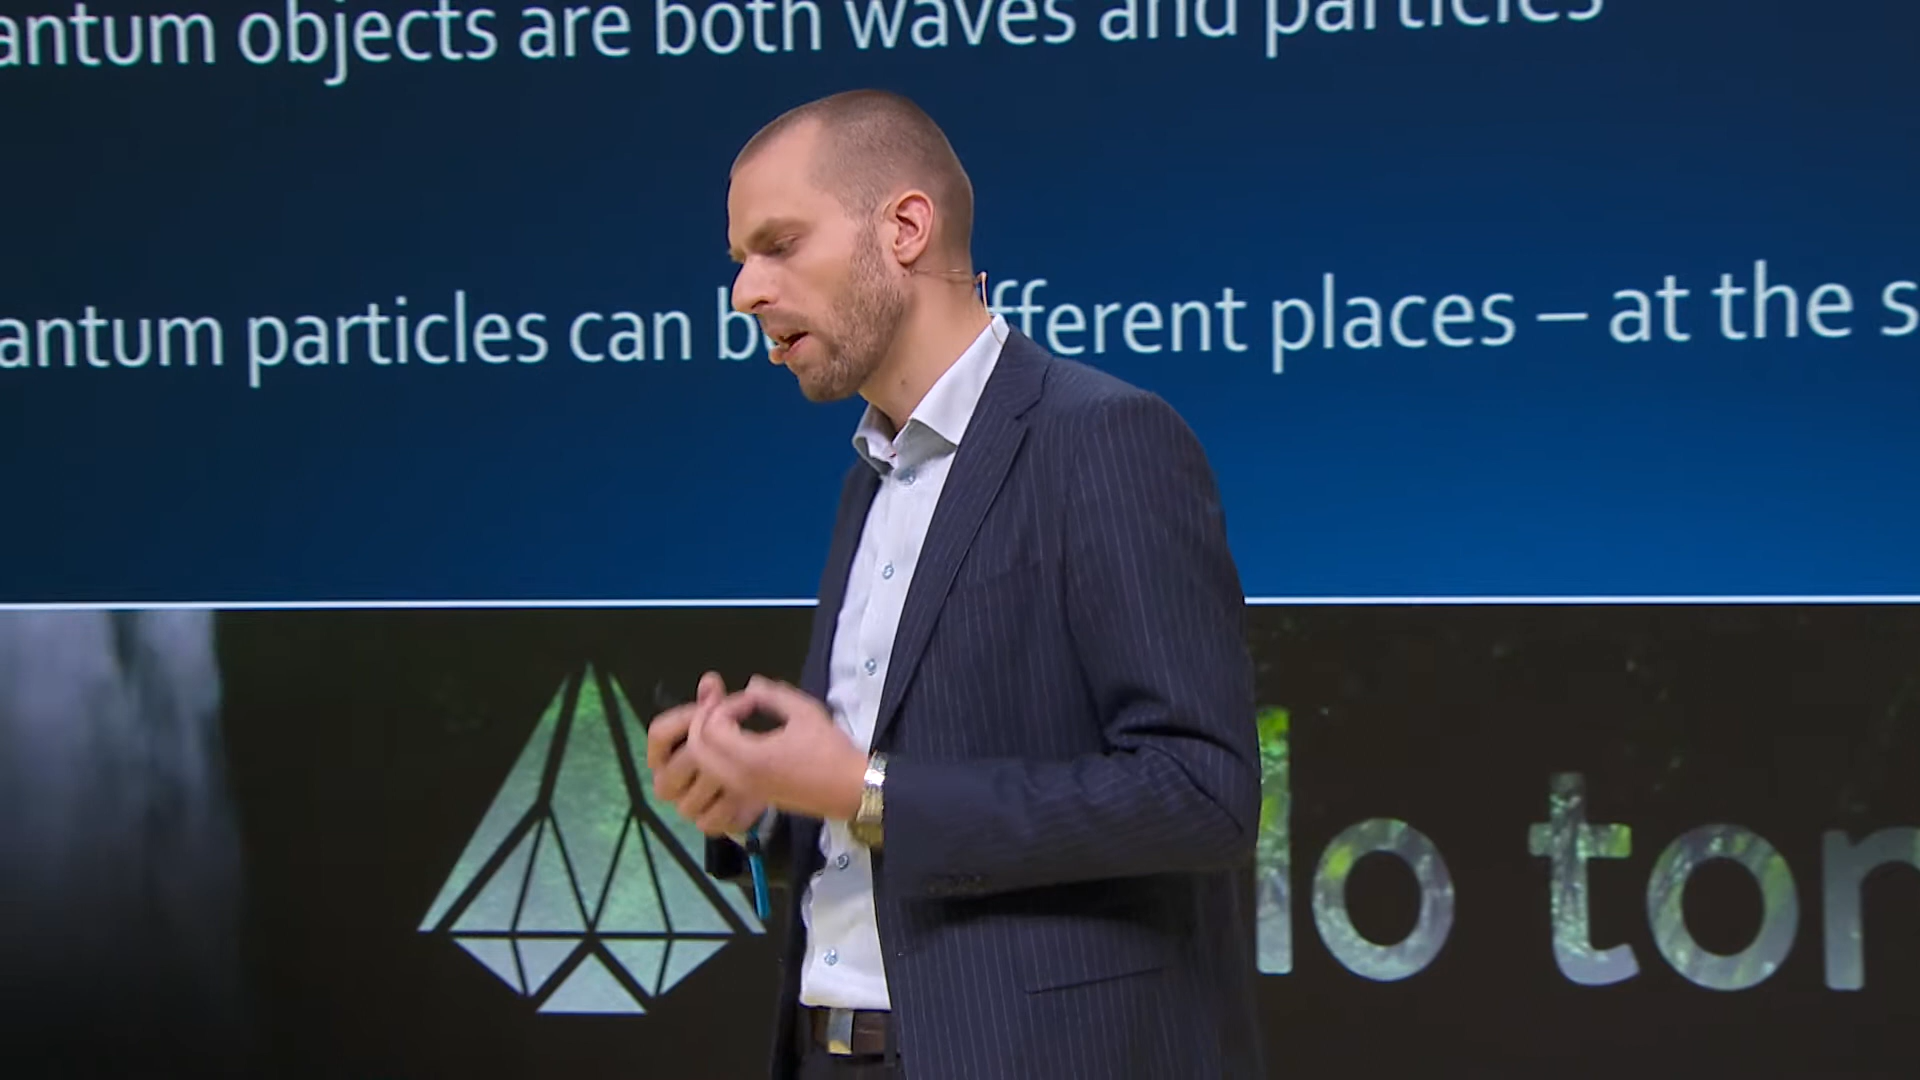 antum objects are both waves and particles
antum particles can b fferent places – at the s
lo tor